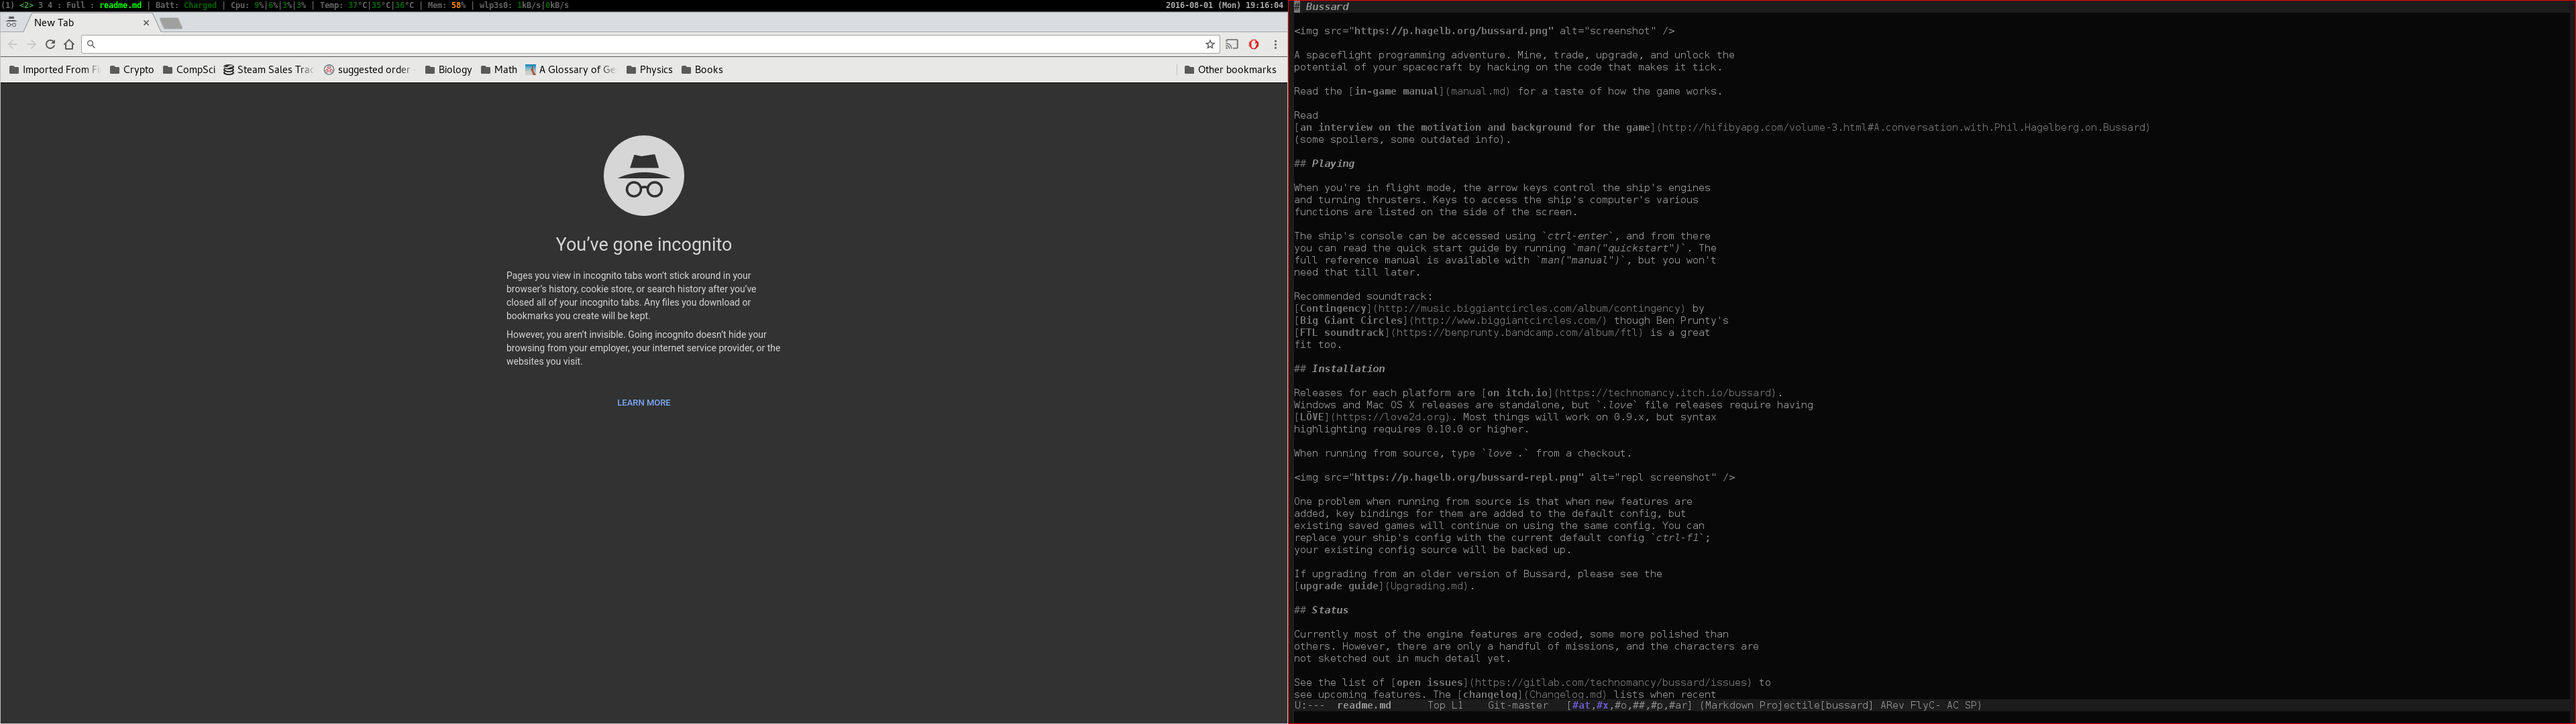 (1) <2> 3 4 : Full : readme.md | Batt: Charged | Cpu: 9%|6%|3%|3% | Temp: 37°C|35°C|36°C | Mem: 58% | wlp3s0: 1kB/s|0kB/s 2016-08-01 (Mon) 19:16:04
New Tab
Imported From Fi Crypto CompSci Steam Sales Trac suggested order Biology Math A Glossary of Ge Physics Books Other bookmarks
You’ve gone incognito
Pages you view in incognito tabs won’t stick around in your
browser’s history, cookie store, or search history after you’ve
closed all of your incognito tabs. Any files you download or
bookmarks you create will be kept.
However, you aren’t invisible. Going incognito doesn’t hide your
browsing from your employer, your internet service provider, or the
websites you visit.
LEARN MORE
# Bussard
<img src="https://p.hagelb.org/bussard.png" alt="screenshot" />
A spaceflight programming adventure. Mine, trade, upgrade, and unlock the
potential of your spacecraft by hacking on the code that makes it tick.
Read the [in-game manual](manual.md) for a taste of how the game works.
Read
[an interview on the motivation and background for the game](http://hifibyapg.com/volume-3.html#A.conversation.with.Phil.Hagelberg.on.Bussard)
(some spoilers, some outdated info).
## Playing
When you're in flight mode, the arrow keys control the ship's engines
and turning thrusters. Keys to access the ship's computer's various
functions are listed on the side of the screen.
The ship's console can be accessed using `ctrl-enter`, and from there
you can read the quick start guide by running `man("quickstart")`. The
full reference manual is available with `man("manual")`, but you won't
need that till later.
Recommended soundtrack:
[Contingency](http://music.biggiantcircles.com/album/contingency) by
[Big Giant Circles](http://www.biggiantcircles.com/) though Ben Prunty's
[FTL soundtrack](https://benprunty.bandcamp.com/album/ftl) is a great
fit too.
## Installation
Releases for each platform are [on itch.io](https://technomancy.itch.io/bussard).
Windows and Mac OS X releases are standalone, but `.love` file releases require having
[LÖVE](https://love2d.org). Most things will work on 0.9.x, but syntax
highlighting requires 0.10.0 or higher.
When running from source, type `love .` from a checkout.
<img src="https://p.hagelb.org/bussard-repl.png" alt="repl screenshot" />
One problem when running from source is that when new features are
added, key bindings for them are added to the default config, but
existing saved games will continue on using the same config. You can
replace your ship's config with the current default config `ctrl-f1`;
your existing config source will be backed up.
If upgrading from an older version of Bussard, please see the
[upgrade guide](Upgrading.md).
## Status
Currently most of the engine features are coded, some more polished than
others. However, there are only a handful of missions, and the characters are
not sketched out in much detail yet.
See the list of [open issues](https://gitlab.com/technomancy/bussard/issues) to
see upcoming features. The [changelog](Changelog.md) lists when recent
U:--- readme.md Top L1 Git-master [#at,#x,#o,##,#p,#ar] (Markdown Projectile[bussard] ARev FlyC- AC SP)